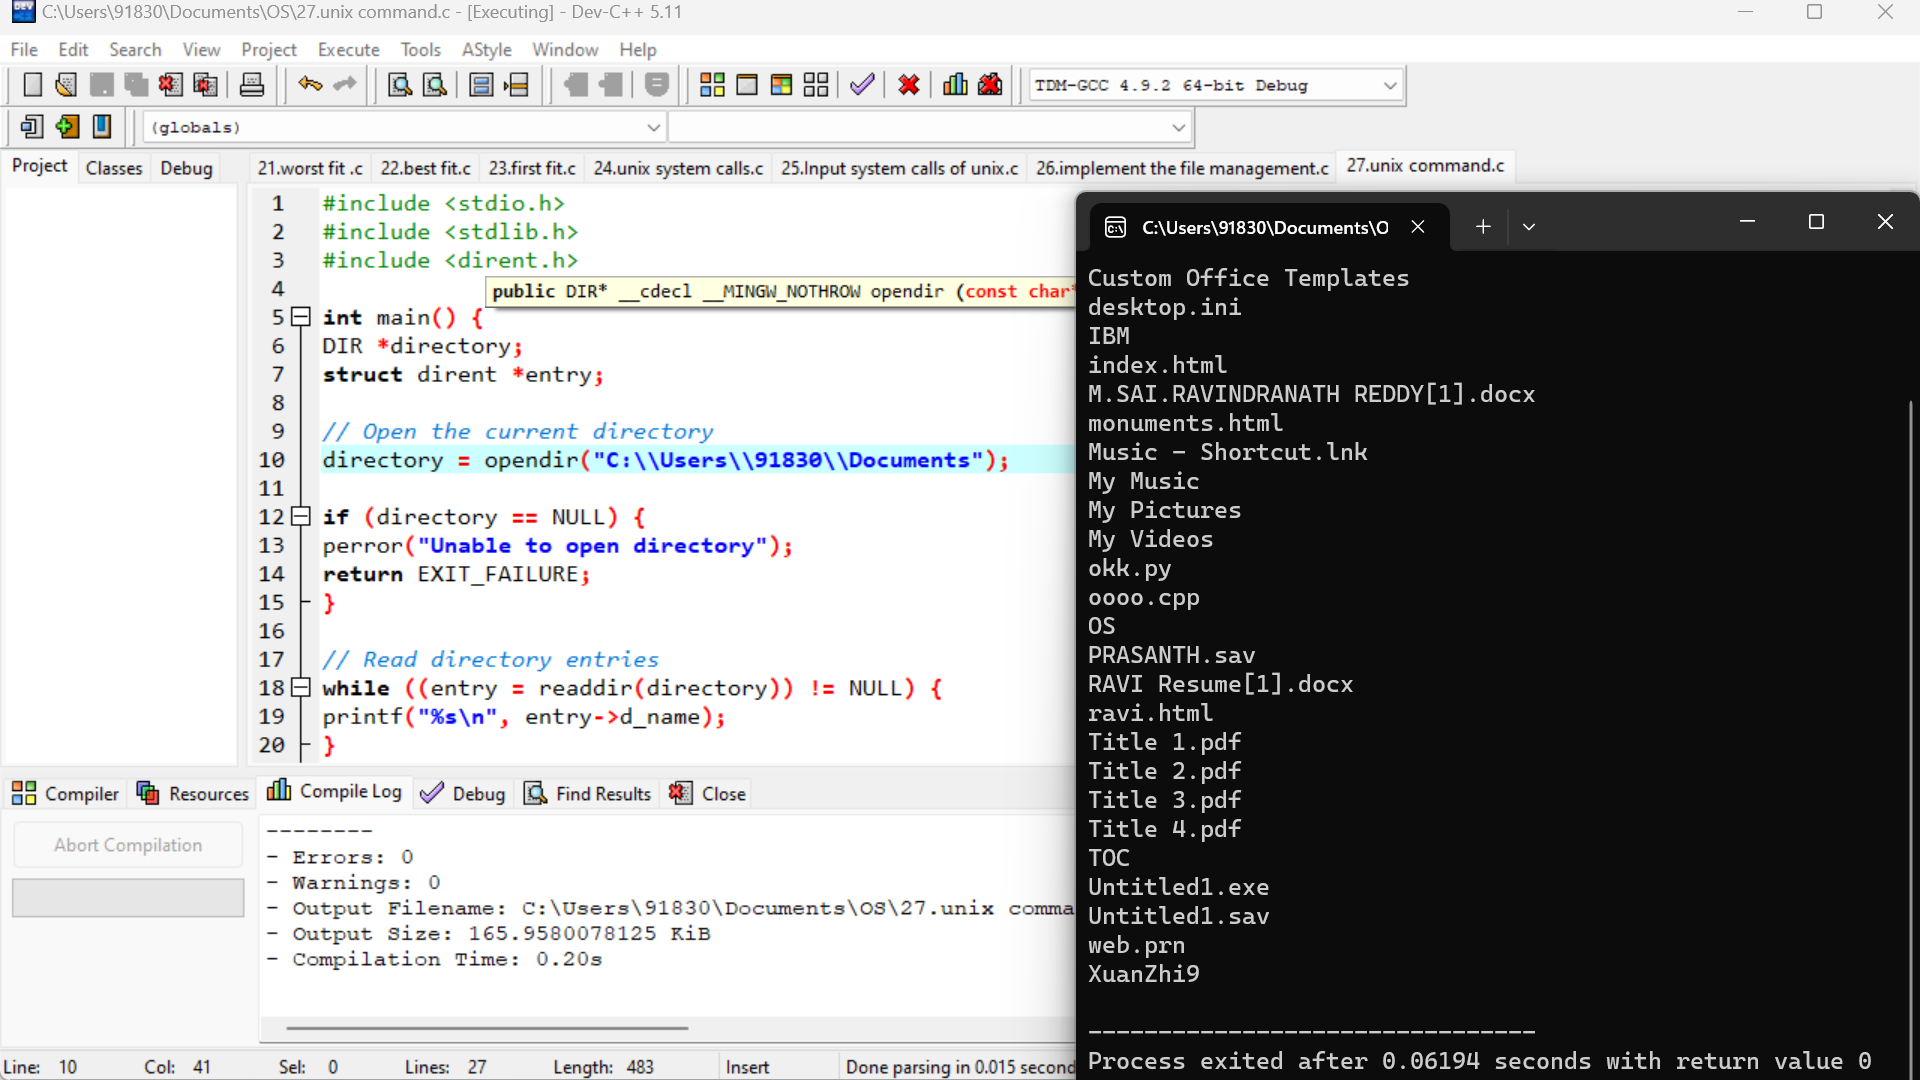 C:\Users\91830\Documents\OS\27.unix command.c - [Executing] - Dev-C++ 5.11
File Edit Search View Project Execute Tools AStyle Window Help
TDM-GCC 4.9.2 64-bit Debug
(globals)
Project Classes Debug
21.worst fit .c 22.best fit.c 23.first fit.c 24.unix system calls.c 25.Input system calls of unix.c 26.implement the file management.c 27.unix command.c
1 #include <stdio.h>
2 #include <stdlib.h>
3 #include <dirent.h>
4
public DIR* __cdecl __MINGW_NOTHROW opendir (const char*
5 int main() {
6 DIR *directory;
7 struct dirent *entry;
8
9 // Open the current directory
10 directory = opendir("C:\\Users\\91830\\Documents");
11
12 if (directory == NULL) {
13 perror("Unable to open directory");
14 return EXIT_FAILURE;
15 }
16
17 // Read directory entries
18 while ((entry = readdir(directory)) != NULL) {
19 printf("%s\n", entry->d_name);
20 }
Compiler Resources Compile Log Debug Find Results Close
Abort Compilation
--------
- Errors: 0
- Warnings: 0
- Output Filename: C:\Users\91830\Documents\OS\27.unix comma
- Output Size: 165.9580078125 KiB
- Compilation Time: 0.20s
Line: 10 Col: 41 Sel: 0 Lines: 27 Length: 483 Insert Done parsing in 0.015 second
C:\Users\91830\Documents\O
Custom Office Templates
desktop.ini
IBM
index.html
M.SAI.RAVINDRANATH REDDY[1].docx
monuments.html
Music - Shortcut.lnk
My Music
My Pictures
My Videos
okk.py
oooo.cpp
OS
PRASANTH.sav
RAVI Resume[1].docx
ravi.html
Title 1.pdf
Title 2.pdf
Title 3.pdf
Title 4.pdf
TOC
Untitled1.exe
Untitled1.sav
web.prn
XuanZhi9
--------------------------------
Process exited after 0.06194 seconds with return value 0